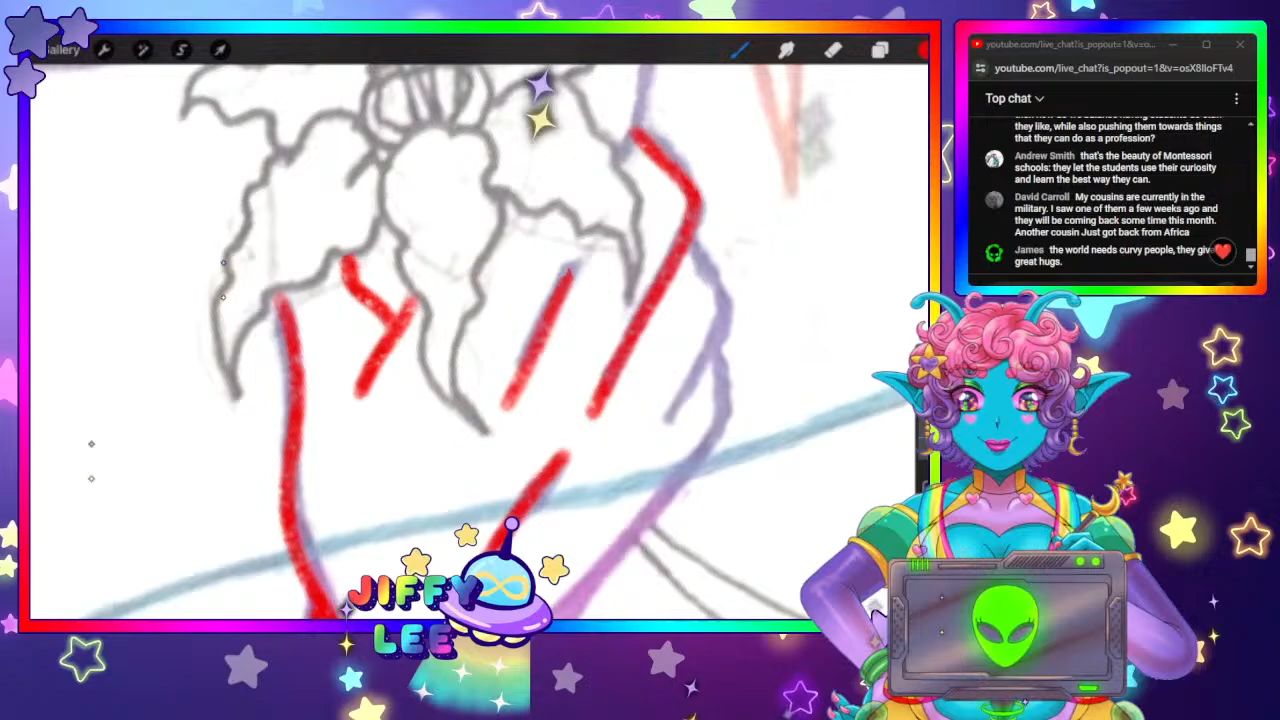 Gallery
youtube.com/live_chat?is_popout=1&v=o...
youtube.com/live_chat?is_popout=1&v=osX8lIoFTv4
Top chat
they like, while also pushing them towards things
that they can do as a profession?
Andrew Smith that's the beauty of Montessori
schools: they let the students use their curiosity
and learn the best way they can.
David Carroll My cousins are currently in the
military. I saw one of them a few weeks ago and
they will be coming back some time this month.
Another cousin Just got back from Africa
James the world needs curvy people, they give
great hugs.
JIFFY
LEE